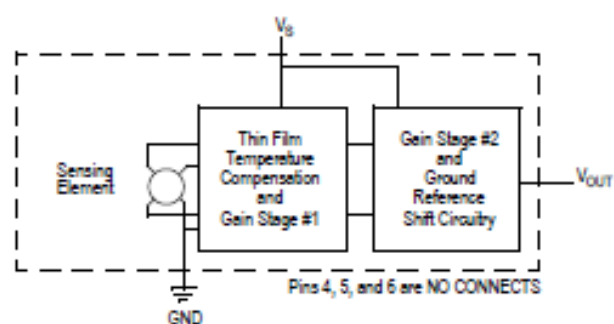 VS
Sensing
Element
Thin Film
Temperature
Compensation
and
Gain Stage #1
Gain Stage #2
and
Ground
Reference
Shift Circuitry
VOUT
Pins 4, 5, and 6 are NO CONNECTS
GND